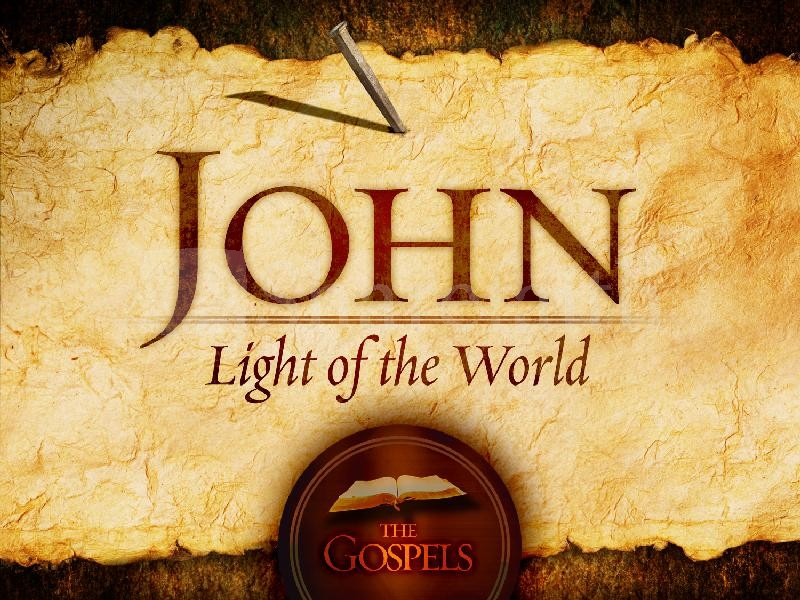 JOHN
Light of the World
THE
GOSPELS